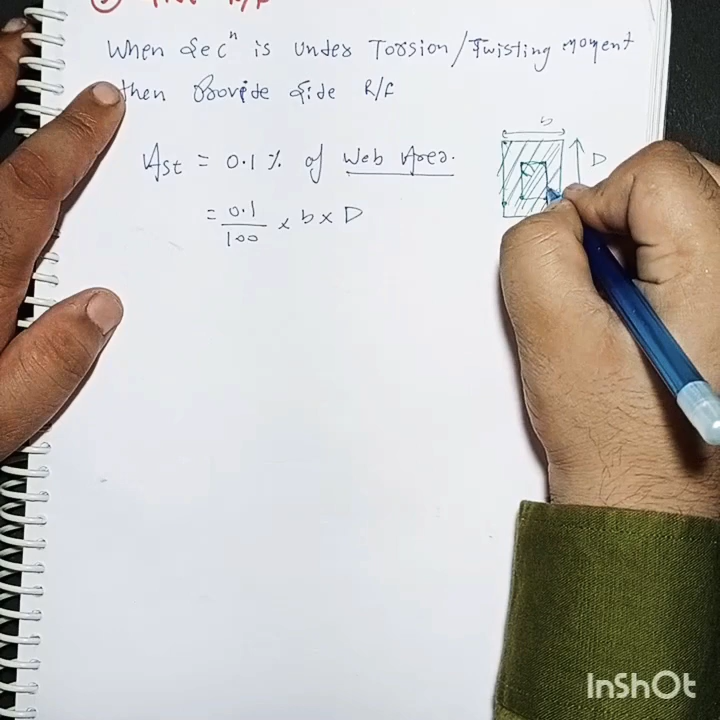 When Secⁿ is under Torsion/Twisting moment
then Provide Side R/f
Ast = 0.1% of Web Area.
= 0.1/100 × b × D
b
D
InShOt